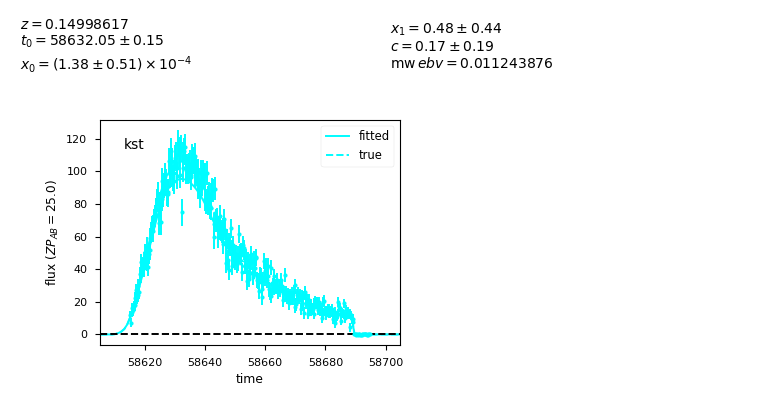 z = 0.14998617
t₀ = 58632.05 ± 0.15
x₀ = (1.38 ± 0.51) × 10⁻⁴
x₁ = 0.48 ± 0.44
c = 0.17 ± 0.19
mw ebv = 0.011243876
kst
fitted
true
flux (ZP_{AB} = 25.0)
120
100
80
60
40
20
0
58620 58640 58660 58680 58700
time